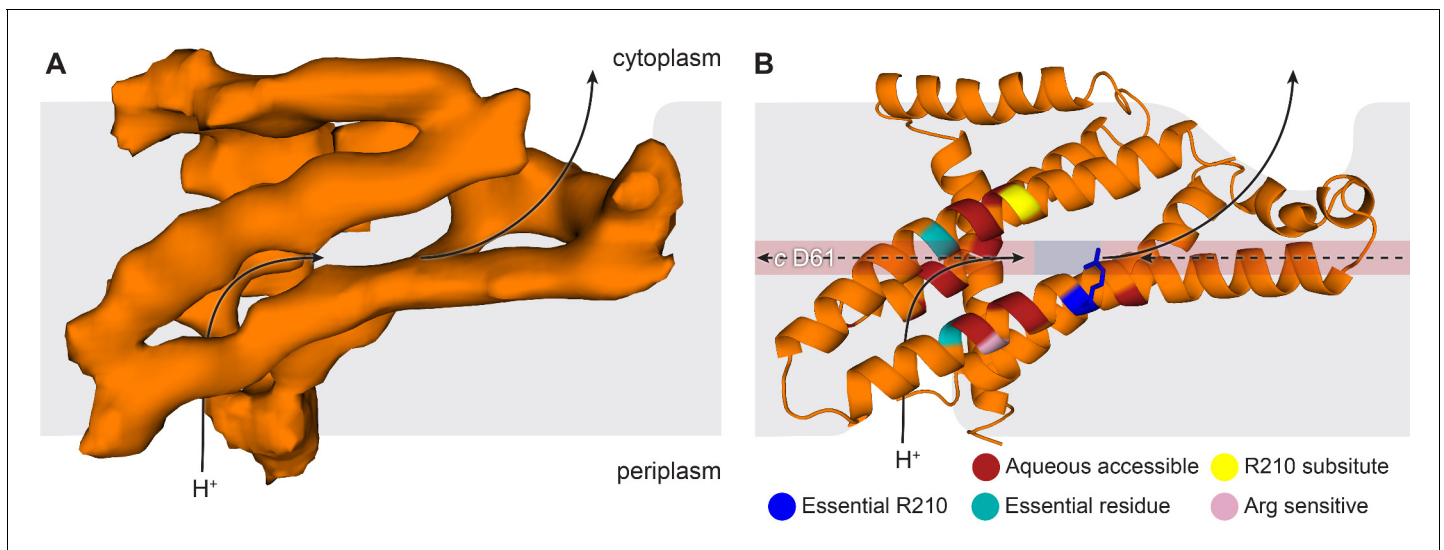 A
cytoplasm
H⁺
periplasm
B
c D61
H⁺
Aqueous accessible
R210 subsitute
Essential R210
Essential residue
Arg sensitive